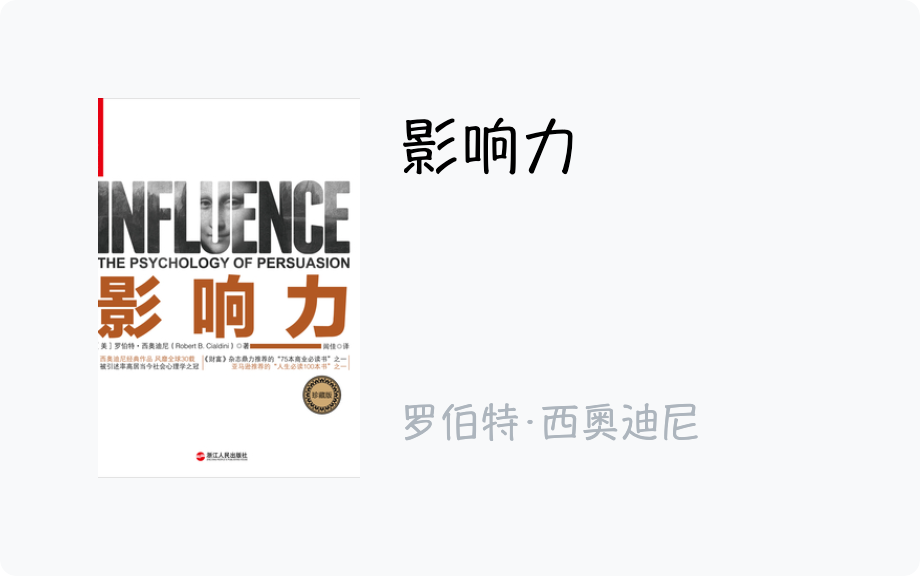 INFLUENCE
THE PSYCHOLOGY OF PERSUASION
影响力
美］罗伯特·西奥迪尼（Robert B. Cialdini）◎著 闾佳◎译
西奥迪尼经典作品 风靡全球30载 《财富》杂志鼎力推荐的“75本商业必读书”之一
被引述率高居当今社会心理学之冠 亚马逊推荐的“人生必读100本书”之一
珍藏版
浙江人民出版社
影响力
罗伯特·西奥迪尼